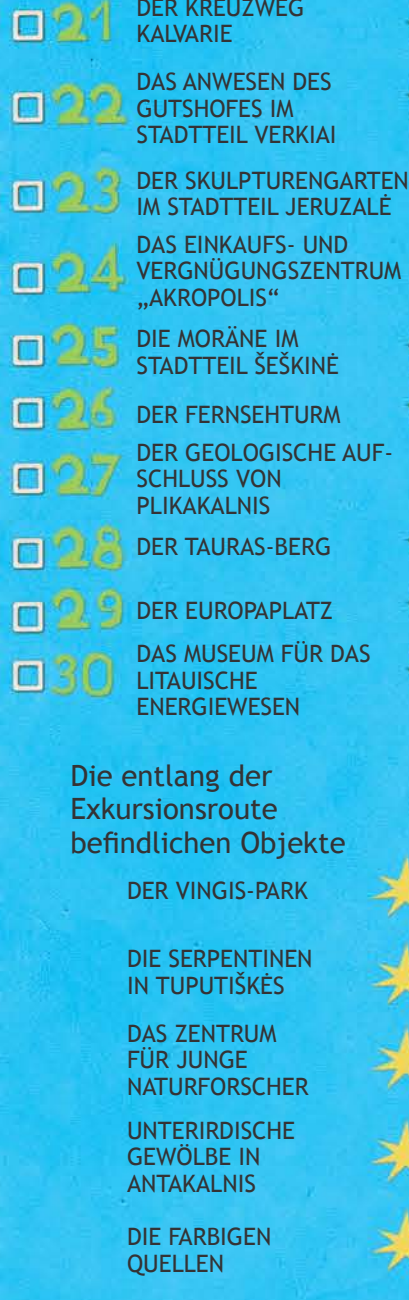 21 DER KREUZWEG
KALVARIE
22 DAS ANWESEN DES
GUTSHOFES IM
STADTTEIL VERKIAI
23 DER SKULPTURENGARTEN
IM STADTTEIL JERUZALĖ
24 DAS EINKAUFS- UND
VERGNÜGUNGSZENTRUM
„AKROPOLIS“
25 DIE MORÄNE IM
STADTTEIL ŠEŠKINĖ
26 DER FERNSEHTURM
27 DER GEOLOGISCHE AUF-
SCHLUSS VON
PLIKAKALNIS
28 DER TAURAS-BERG
29 DER EUROPAPLATZ
30 DAS MUSEUM FÜR DAS
LITAUISCHE
ENERGIEWESEN
Die entlang der
Exkursionsroute
befindlichen Objekte
DER VINGIS-PARK
DIE SERPENTINEN
IN TUPUTIŠKĖS
DAS ZENTRUM
FÜR JUNGE
NATURFORSCHER
UNTERIRDISCHE
GEWÖLBE IN
ANTAKALNIS
DIE FARBIGEN
QUELLEN